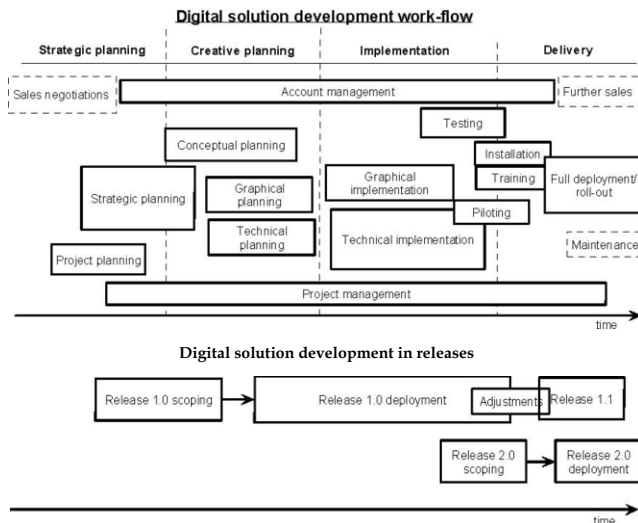 Digital solution development work-flow
Strategic planning
Creative planning
Implementation
Delivery
Sales negotiations
Account management
Further sales
Testing
Conceptual planning
Installation
Strategic planning
Graphical
planning
Graphical
implementation
Training
Full deployment/
roll-out
Piloting
Technical
planning
Technical implementation
Project planning
Maintenance
Project management
time
Digital solution development in releases
Release 1.0 scoping
Release 1.0 deployment
Adjustments
Release 1.1
Release 2.0
scoping
Release 2.0
deployment
time